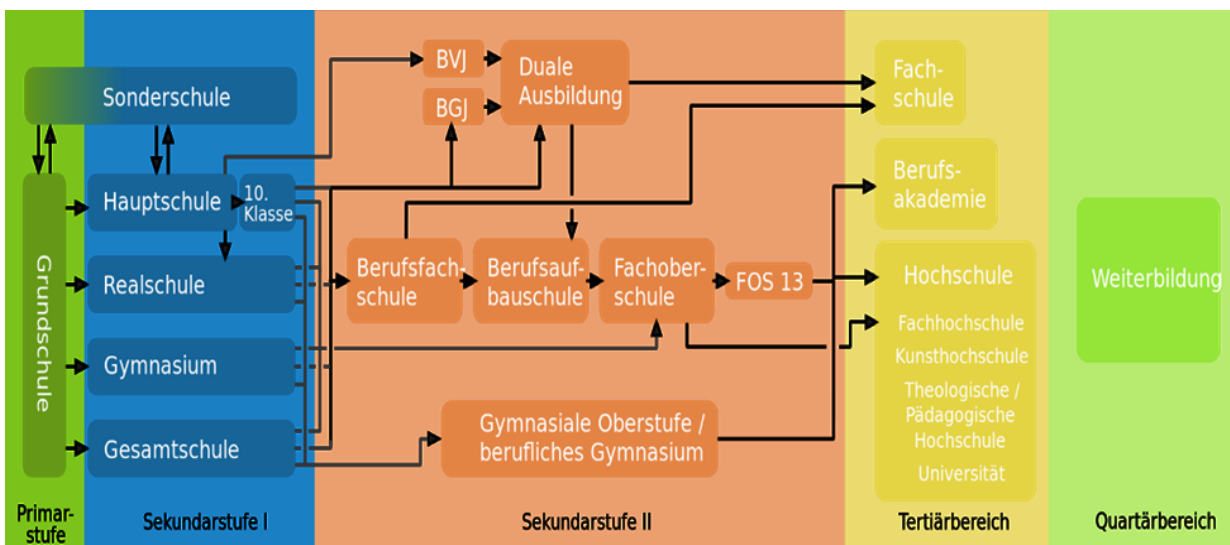 Sonderschule
Grundschule
Hauptschule
10.
Klasse
Realschule
Gymnasium
Gesamtschule
BVJ
BGJ
Duale
Ausbildung
Berufsfach-
schule
Berufsauf-
bauschule
Fachober-
schule
FOS 13
Gymnasiale Oberstufe /
berufliches Gymnasium
Fach-
schule
Berufs-
akademie
Hochschule
Fachhochschule
Kunsthochschule
Theologische /
Pädagogische
Hochschule
Universität
Weiterbildung
Primar-
stufe
Sekundarstufe I
Sekundarstufe II
Tertiärbereich
Quartärbereich